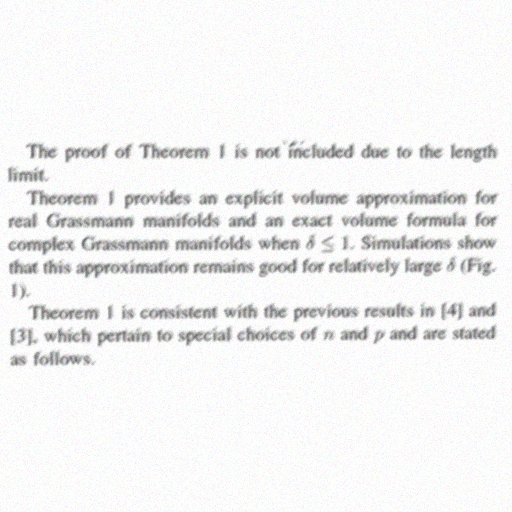 The proof of Theorem 1 is not included due to the length
limit.
Theorem 1 provides an explicit volume approximation for
real Grassmann manifolds and an exact volume formula for
complex Grassmann manifolds when δ ≤ 1. Simulations show
that this approximation remains good for relatively large δ (Fig.
1).
Theorem 1 is consistent with the previous results in [4] and
[3], which pertain to special choices of n and p and are stated
as follows.